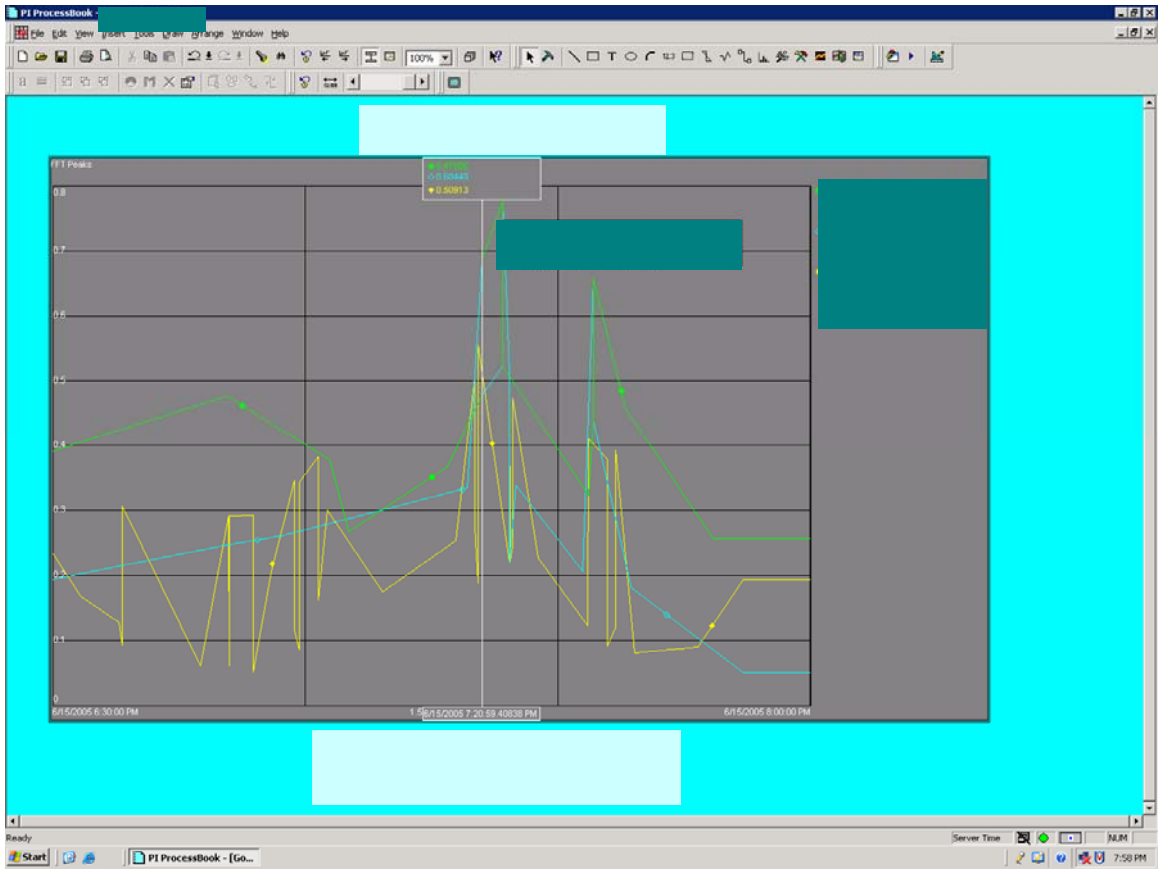 PI ProcessBook -
File Edit View Insert Tools Draw Arrange Window Help
100%
FFT Peaks
0.60443
0.50913
0.8
0.7
0.6
0.5
0.4
0.3
0.2
0.1
0
6/15/2005 6:30:00 PM
6/15/2005 7:20:59.40838 PM
6/15/2005 8:00:00 PM
Ready
Server Time
NUM
Start
PI ProcessBook - [Go...
7:58 PM